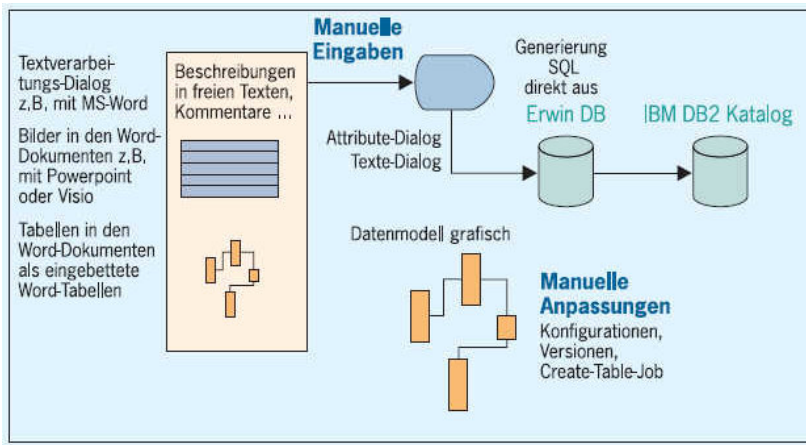 Textverarbei-
tungs-Dialog
z,B, mit MS-Word
Bilder in den Word-
Dokumenten z,B,
mit Powerpoint
oder Visio
Tabellen in den
Word-Dokumenten
als eingebettete
Word-Tabellen
Beschreibungen
in freien Texten,
Kommentare ...
Manuelle
Eingaben
Attribute-Dialog
Texte-Dialog
Generierung
SQL
direkt aus
Erwin DB
IBM DB2 Katalog
Datenmodell grafisch
Manuelle
Anpassungen
Konfigurationen,
Versionen,
Create-Table-Job